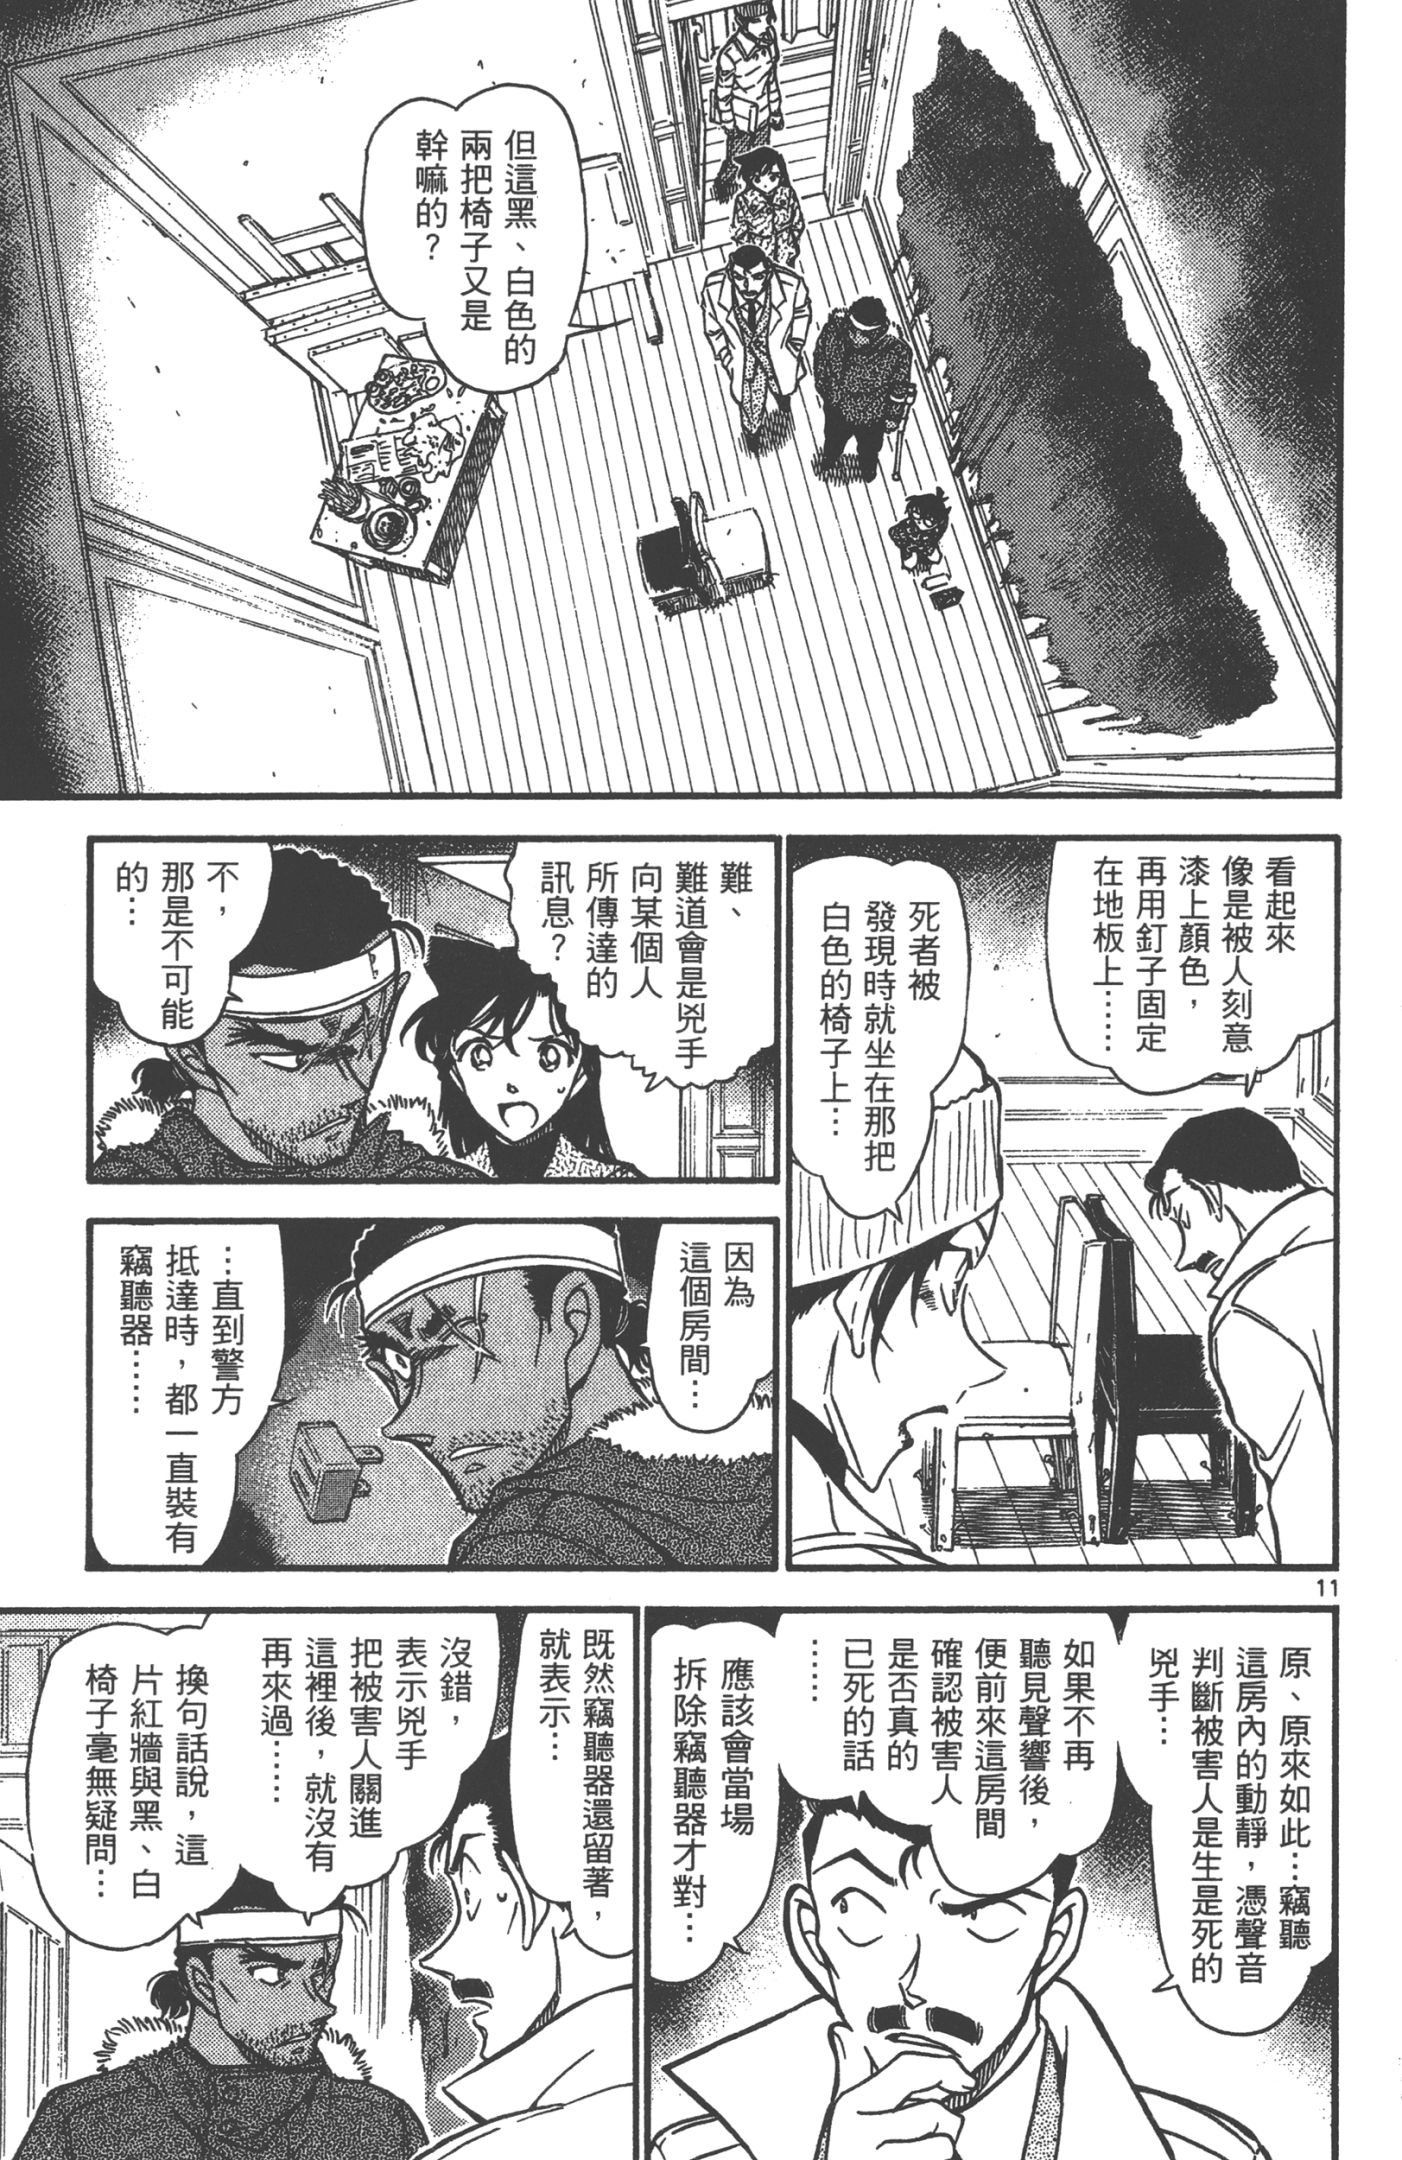 但這黑、白色的
兩把椅子又是
幹嘛的？
看起來
像是被人刻意
漆上顏色，
再用釘子固定
在地板上……
死者被
發現時就坐在那把
白色的椅子上…
難、
難道會是兇手
向某個人
所傳達的
訊息？
不，
那是不可能
的…
因為
這個房間…
…直到警方
抵達時，都一直裝有
竊聽器……
11
原、原來如此…竊聽
這房內的動靜，憑聲音
判斷被害人是生是死的
兇手…
如果不再
聽見聲響後，
便前來這房間
確認被害人
是否真的
已死的話
……
應該會當場
拆除竊聽器才對…
既然竊聽器還留著，
就表示…
沒錯，
表示兇手
把被害人關進
這裡後，就沒有
再來過……
換句話說，這
片紅牆與黑、白
椅子毫無疑問…